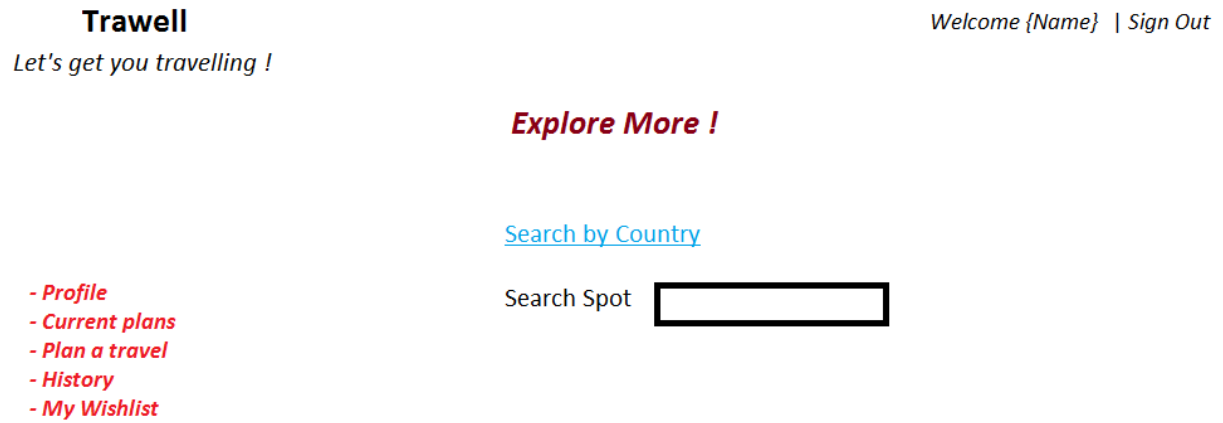 Trawell
Welcome {Name} | Sign Out
Let's get you travelling !
Explore More !
Search by Country
Search Spot
- Profile
- Current plans
- Plan a travel
- History
- My Wishlist